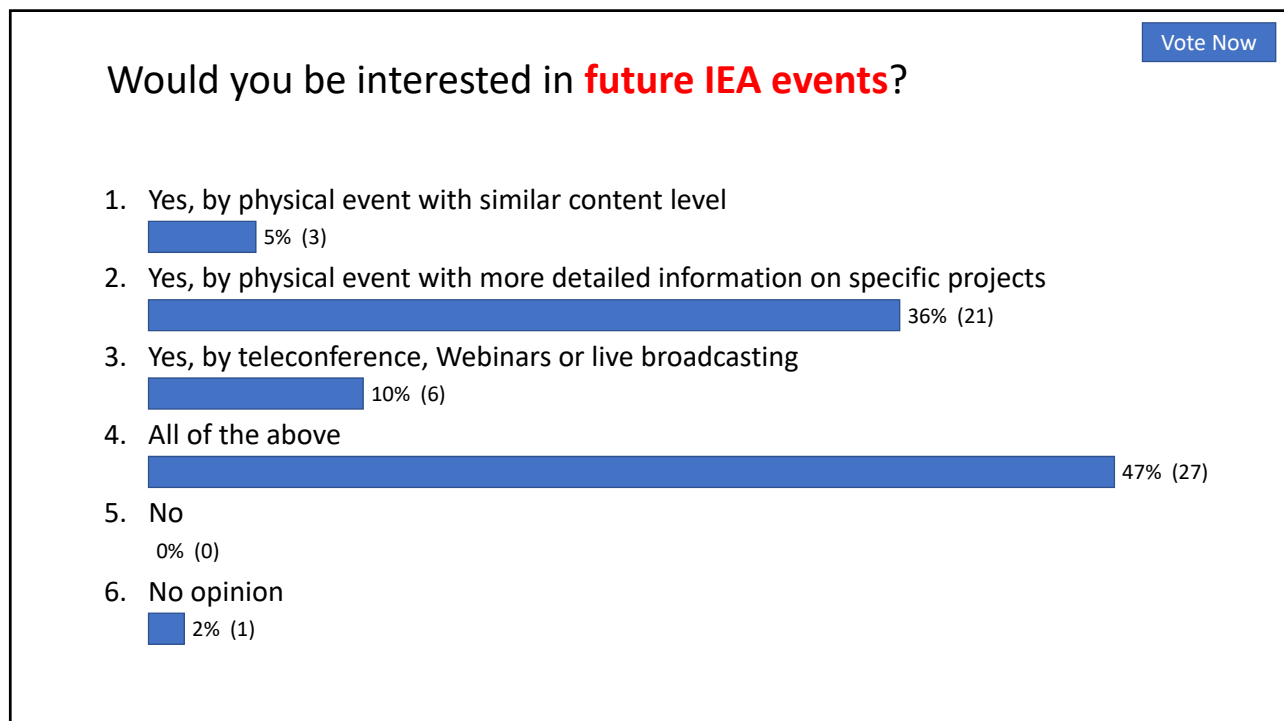 Vote Now
Would you be interested in future IEA events?
1. Yes, by physical event with similar content level
5% (3)
2. Yes, by physical event with more detailed information on specific projects
36% (21)
3. Yes, by teleconference, Webinars or live broadcasting
10% (6)
4. All of the above
47% (27)
5. No
0% (0)
6. No opinion
2% (1)